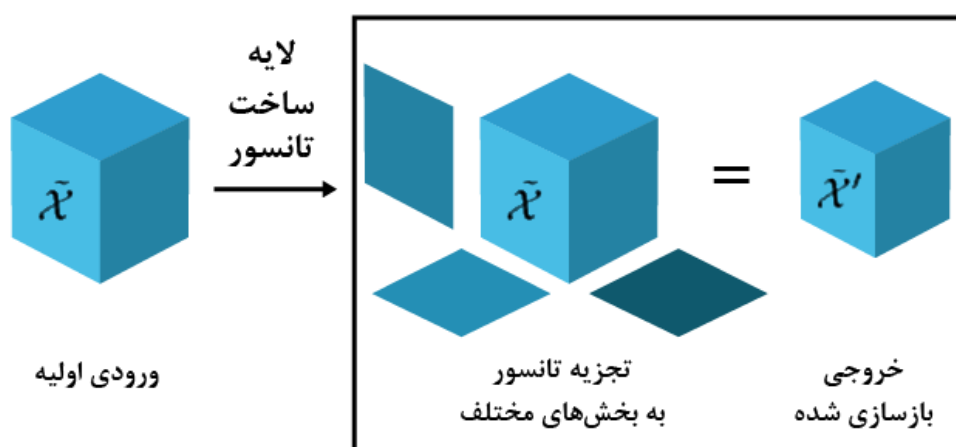 لایه
ساخت
تانسور
𝒳̃
𝒳̃
=
𝒳̃′
ورودی اولیه
تجزیه تانسور
به بخش‌های مختلف
خروجی
بازسازی شده